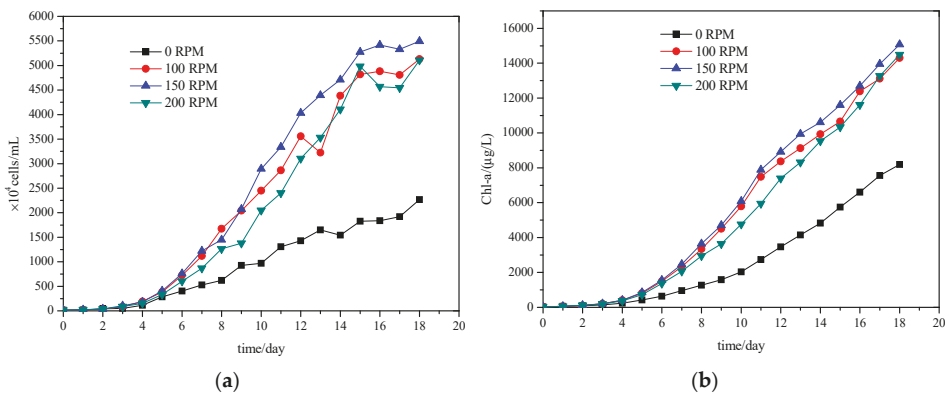 6000
5500
5000
4500
4000
3500
3000
2500
2000
1500
1000
500
0
×10⁴ cells/mL
0 RPM
100 RPM
150 RPM
200 RPM
0 2 4 6 8 10 12 14 16 18 20
time/day
(a)
16000
14000
12000
10000
8000
6000
4000
2000
0
Chl-a/(μg/L)
0 RPM
100 RPM
150 RPM
200 RPM
0 2 4 6 8 10 12 14 16 18 20
time/day
(b)